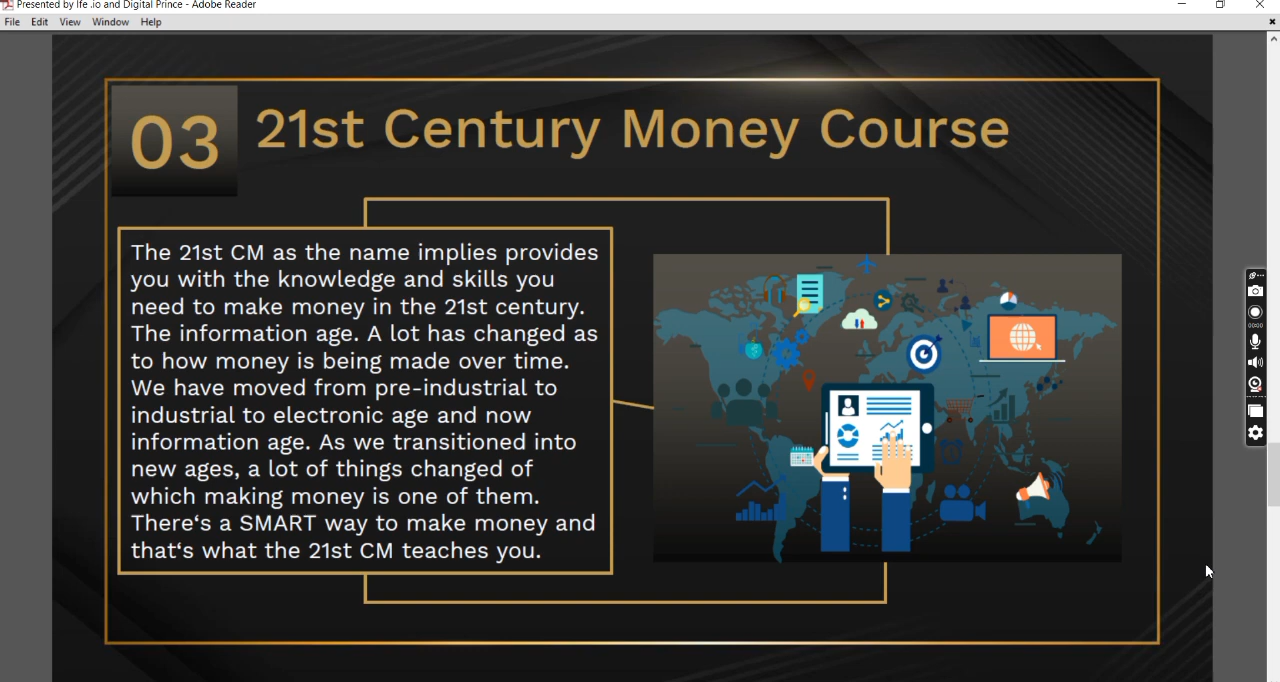 Presented by Ife .io and Digital Prince - Adobe Reader
File Edit View Window Help
03
21st Century Money Course
The 21st CM as the name implies provides
you with the knowledge and skills you
need to make money in the 21st century.
The information age. A lot has changed as
to how money is being made over time.
We have moved from pre-industrial to
industrial to electronic age and now
information age. As we transitioned into
new ages, a lot of things changed of
which making money is one of them.
There‘s a SMART way to make money and
that‘s what the 21st CM teaches you.
00:00